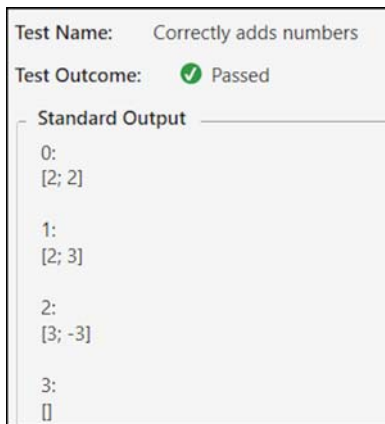 Test Name: Correctly adds numbers
Test Outcome: Passed
Standard Output
0:
[2; 2]
1:
[2; 3]
2:
[3; -3]
3:
[]